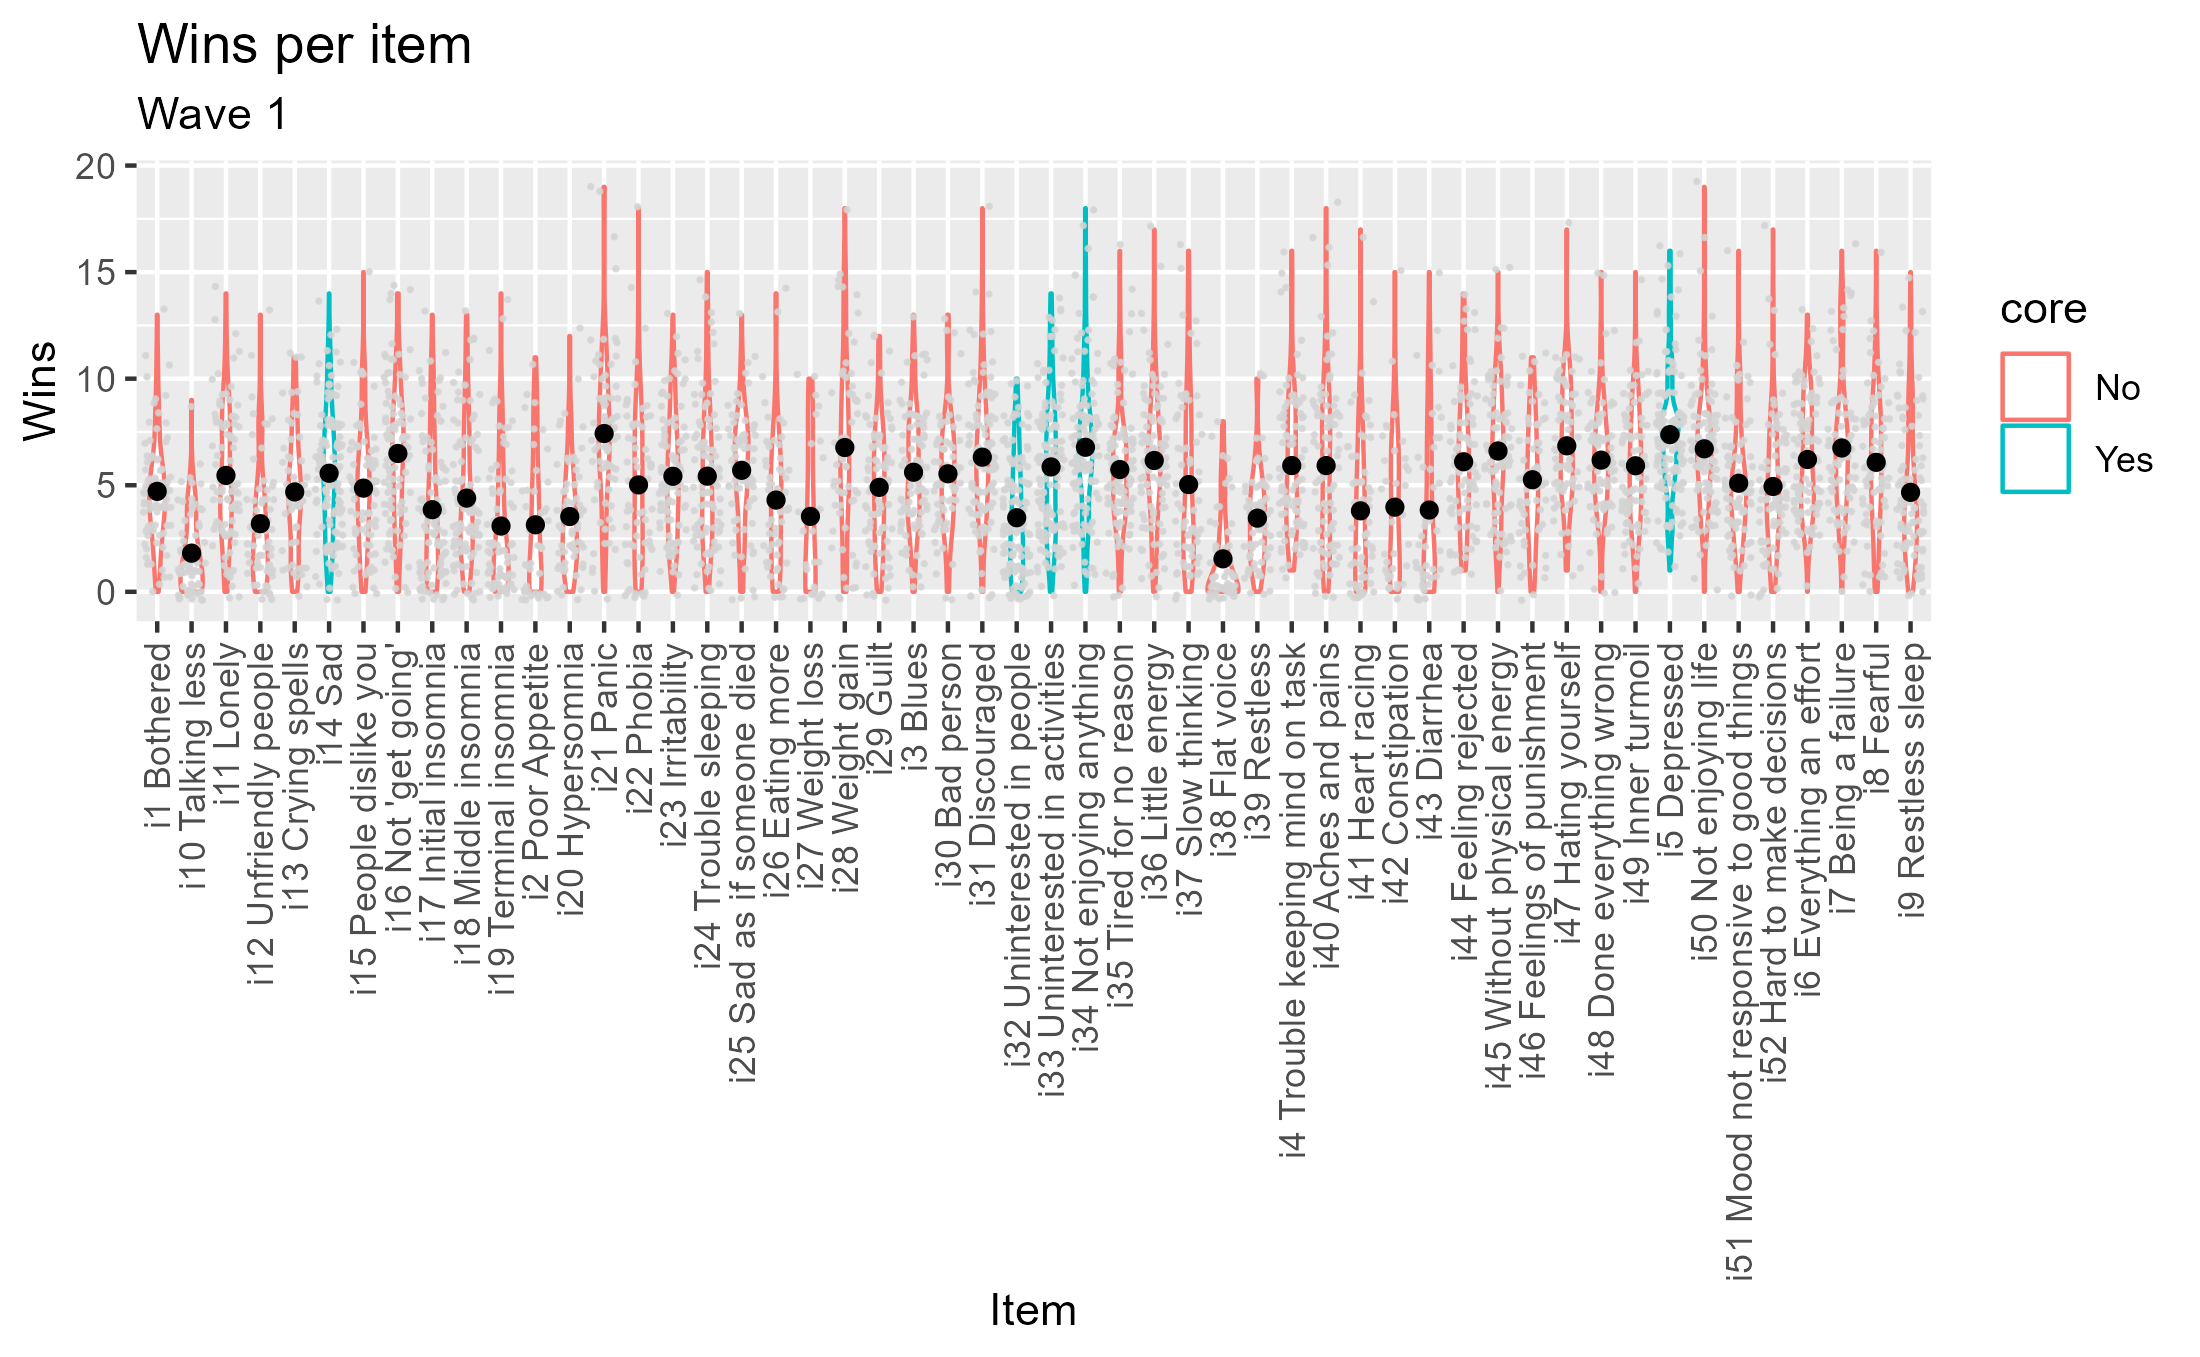 Wins per item
Wave 1
Wins
20
15
10
5
0
i1 Bothered
i10 Talking less
i11 Lonely
i12 Unfriendly people
i13 Crying spells
i14 Sad
i15 People dislike you
i16 Not 'get going'
i17 Initial insomnia
i18 Middle insomnia
i19 Terminal insomnia
i2 Poor Appetite
i20 Hypersomnia
i21 Panic
i22 Phobia
i23 Irritability
i24 Trouble sleeping
i25 Sad as if someone died
i26 Eating more
i27 Weight loss
i28 Weight gain
i29 Guilt
i3 Blues
i30 Bad person
i31 Discouraged
i32 Uninterested in people
i33 Uninterested in activities
i34 Not enjoying anything
i35 Tired for no reason
i36 Little energy
i37 Slow thinking
i38 Flat voice
i39 Restless
i4 Trouble keeping mind on task
i40 Aches and pains
i41 Heart racing
i42 Constipation
i43 Diarrhea
i44 Feeling rejected
i45 Without physical energy
i46 Feelings of punishment
i47 Hating yourself
i48 Done everything wrong
i49 Inner turmoil
i5 Depressed
i50 Not enjoying life
i51 Mood not responsive to good things
i52 Hard to make decisions
i6 Everything an effort
i7 Being a failure
i8 Fearful
i9 Restless sleep
Item
core
No
Yes